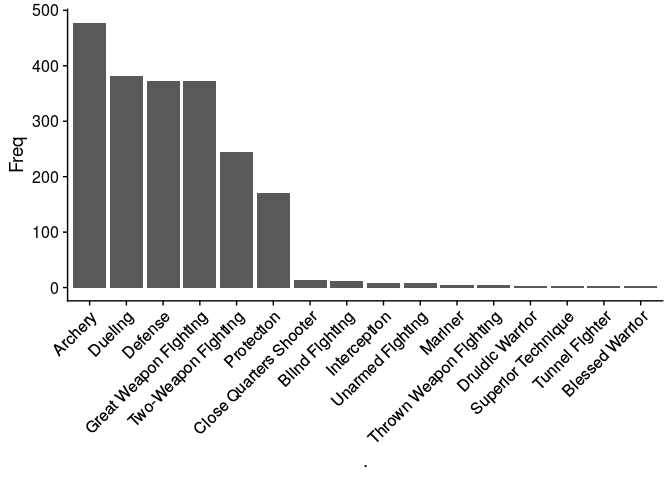 500
400
300
200
100
0
Freq
Archery
Dueling
Defense
Great Weapon Fighting
Two-Weapon Fighting
Protection
Close Quarters Shooter
Blind Fighting
Interception
Unarmed Fighting
Mariner
Thrown Weapon Fighting
Druidic Warrior
Superior Technique
Tunnel Fighter
Blessed Warrior
.